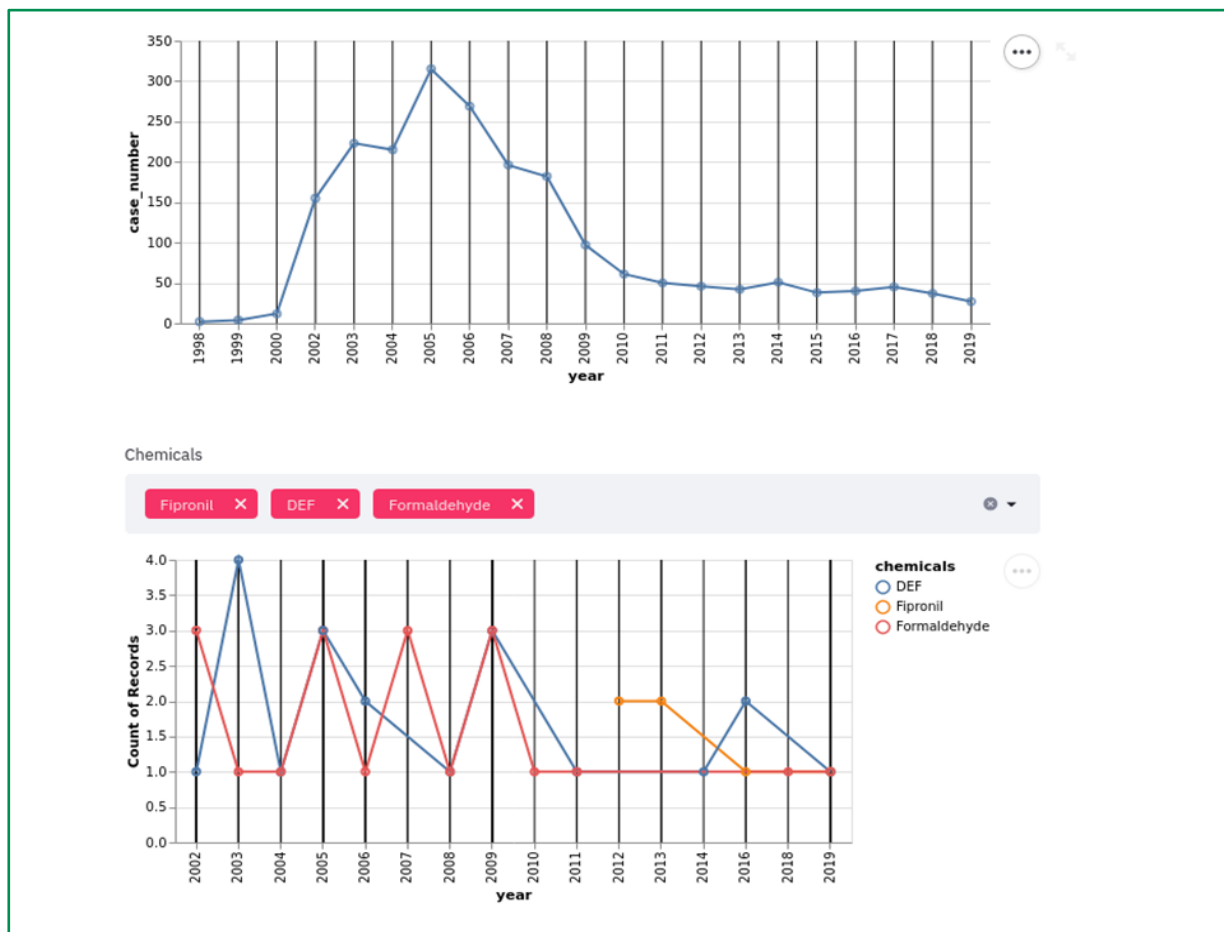 350
300
250
200
150
100
50
0
case_number
1998 1999 2000 2002 2003 2004 2005 2006 2007 2008 2009 2010 2011 2012 2013 2014 2015 2016 2017 2018 2019
year
Chemicals
Fipronil DEF Formaldehyde
4.0
3.5
3.0
2.5
2.0
1.5
1.0
0.5
0.0
Count of Records
2002 2003 2004 2005 2006 2007 2008 2009 2010 2011 2012 2013 2014 2016 2018 2019
year
chemicals
DEF
Fipronil
Formaldehyde